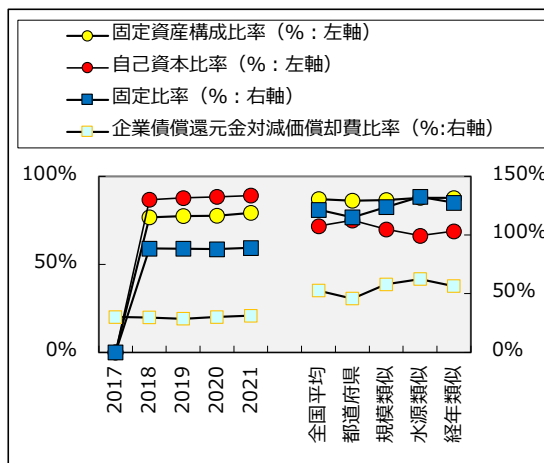 固定資産構成比率（%：左軸）
自己資本比率（%：左軸）
固定比率（%：右軸）
企業債償還元金対減価償却費比率（%:右軸）
100%
50%
0%
150%
100%
50%
0%
2017
2018
2019
2020
2021
全国平均
都道府県
規模類似
水源類似
経年類似